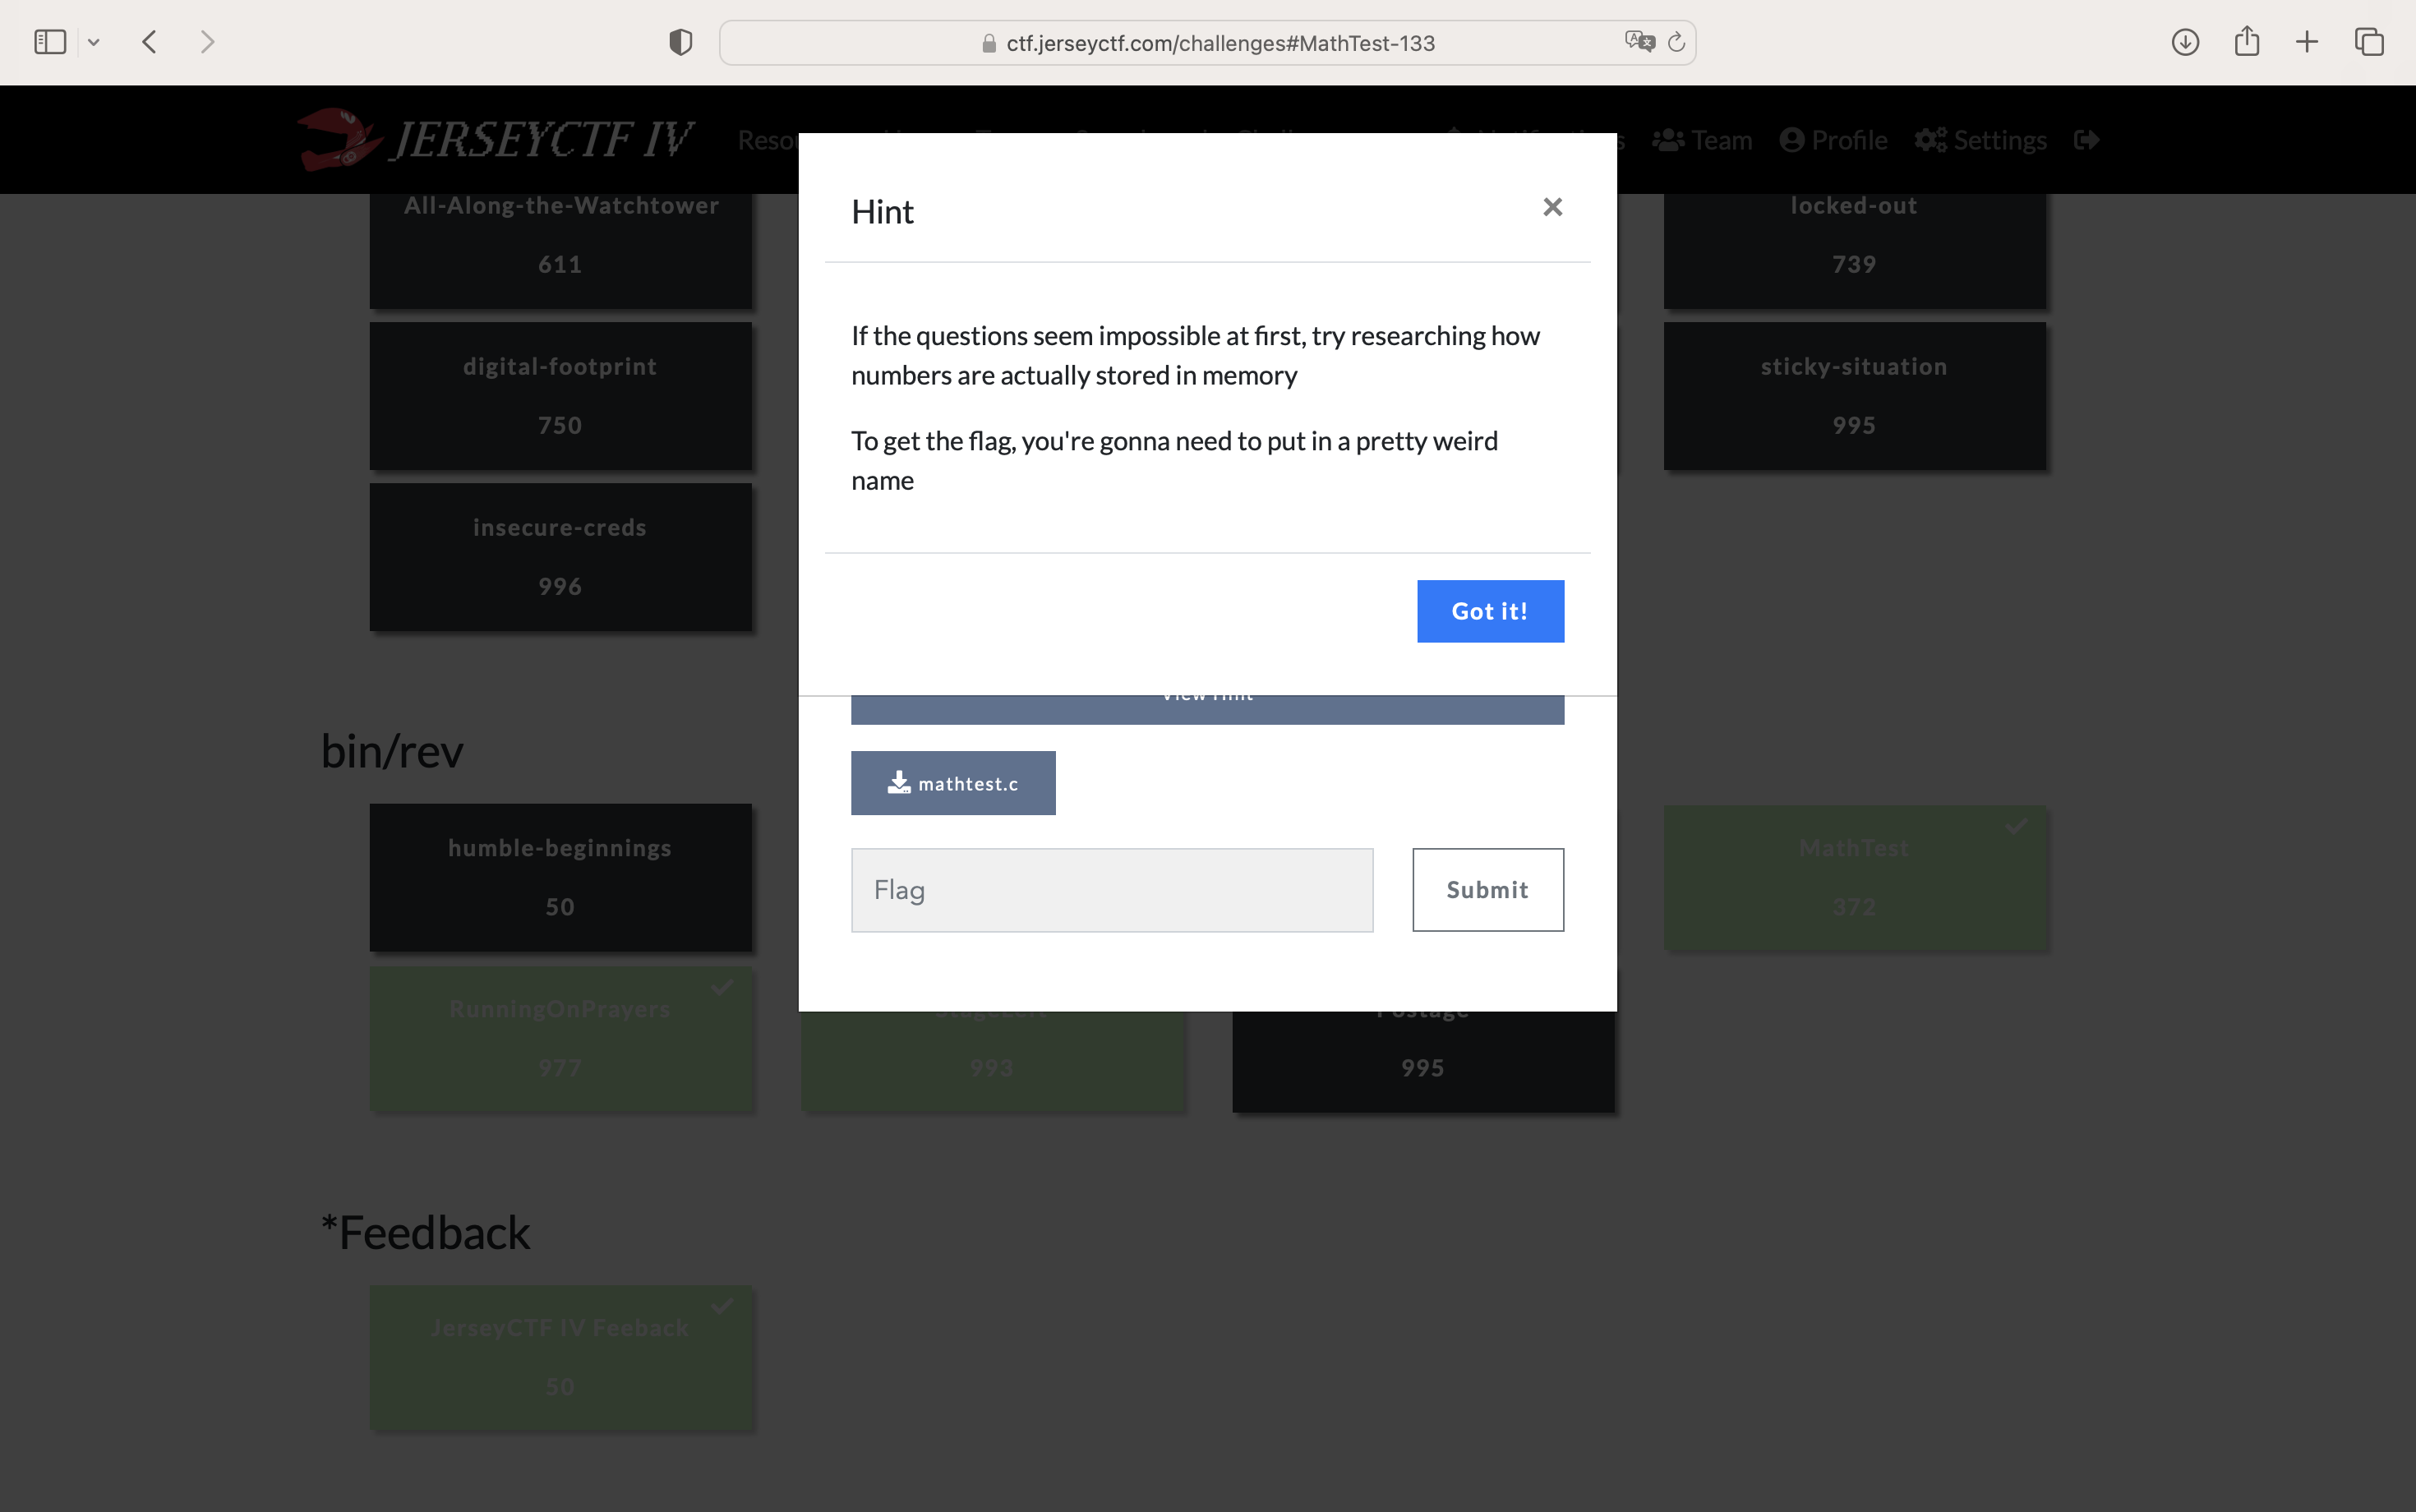 ctf.jerseyctf.com/challenges#MathTest-133
JERSEYCTF IV
Team
Profile
Settings
Hint
×
If the questions seem impossible at first, try researching how
numbers are actually stored in memory
To get the flag, you're gonna need to put in a pretty weird
name
Got it!
View Hint
mathtest.c
Flag
Submit
All-Along-the-Watchtower
611
locked-out
739
digital-footprint
750
sticky-situation
995
insecure-creds
996
bin/rev
humble-beginnings
50
MathTest
372
RunningOnPrayers
977
StageLeft
993
Postage
995
*Feedback
JerseyCTF IV Feeback
50